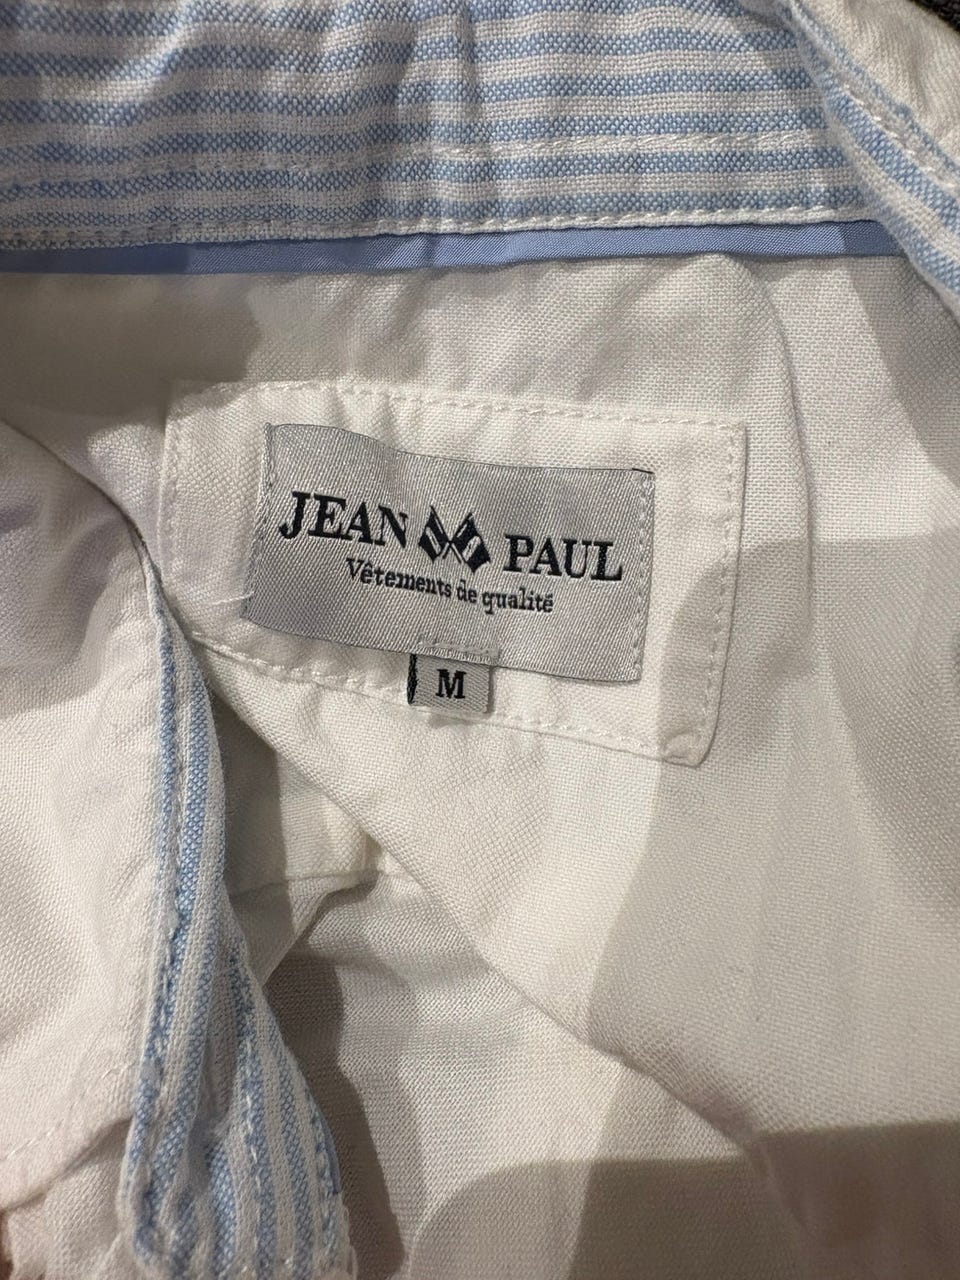 JEAN PAUL
Vêtements de qualité
M